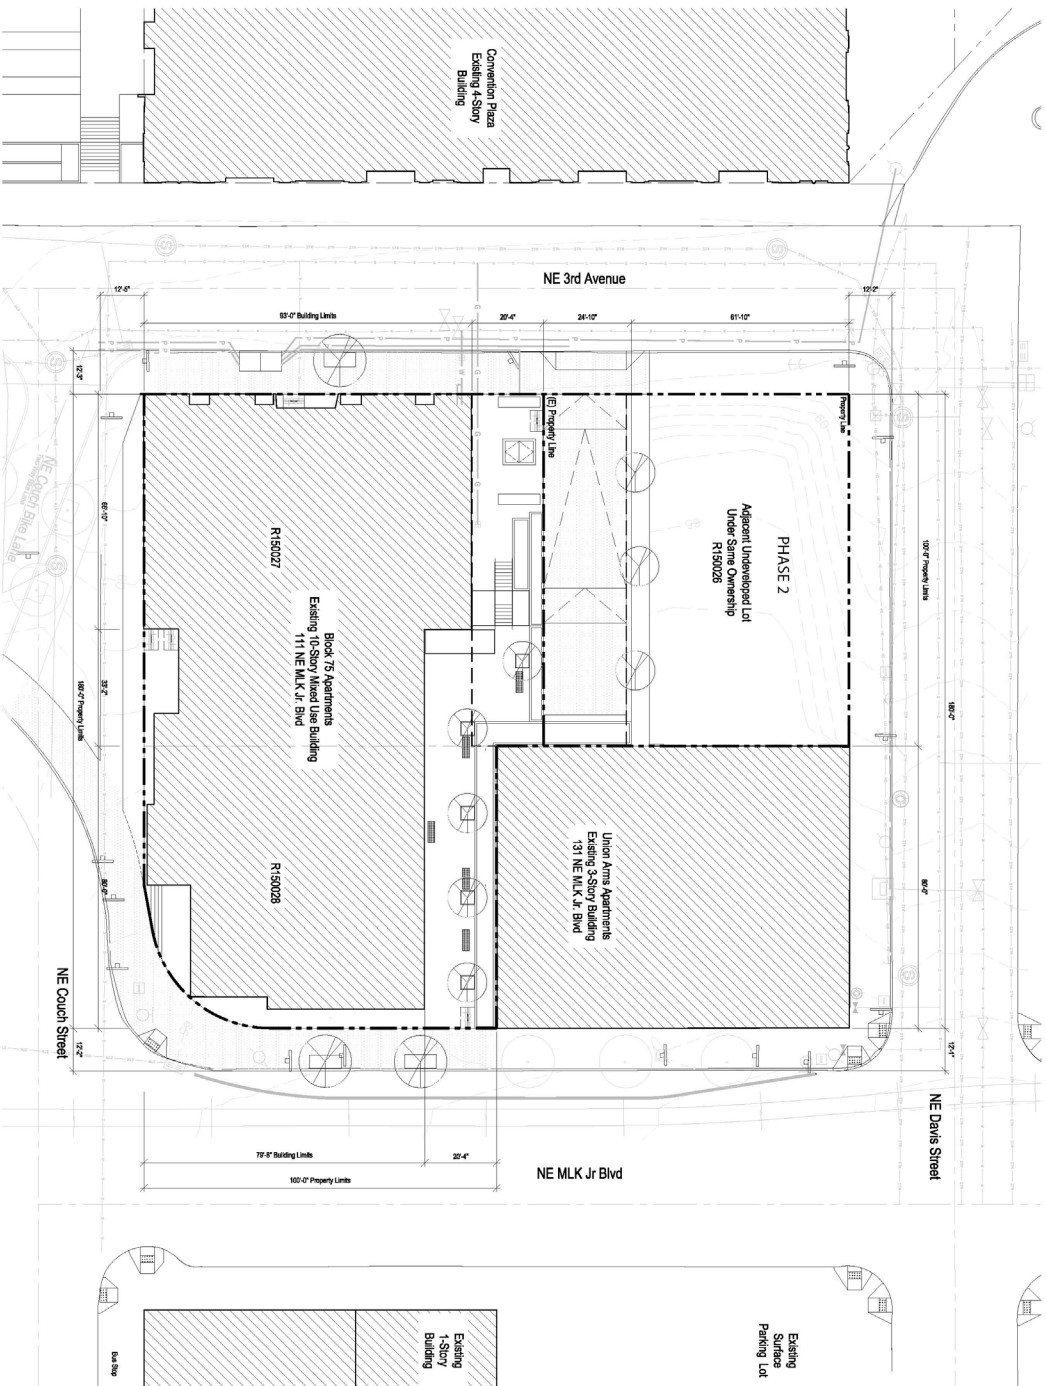 Convention Plaza
Existing 4-Story
Building
NE 3rd Avenue
12'-2"
93'-0" Building Limits
20'-4"
24'-10"
61'-10"
12'-3"
(E) Property Line
Property Line
PHASE 2
Adjacent Undeveloped Lot
Under Same Ownership
R150026
R150027
NE Couch Bike Lane
100'-0" Property Limits
180'-0"
Block 75 Apartments
Existing 10-Story Mixed Use Building
111 NE MLK Jr. Blvd
33'-2"
180'-0" Property Limits
R150028
Union Arms Apartments
Existing 3-Story Building
131 NE MLK Jr. Blvd
80'-0"
80'-0"
NE Couch Street
12'-2"
12'-1"
NE Davis Street
79'-8" Building Limits
20'-4"
100'-0" Property Limits
NE MLK Jr Blvd
Existing
1-Story
Building
Existing
Surface
Parking Lot
Bus Stop